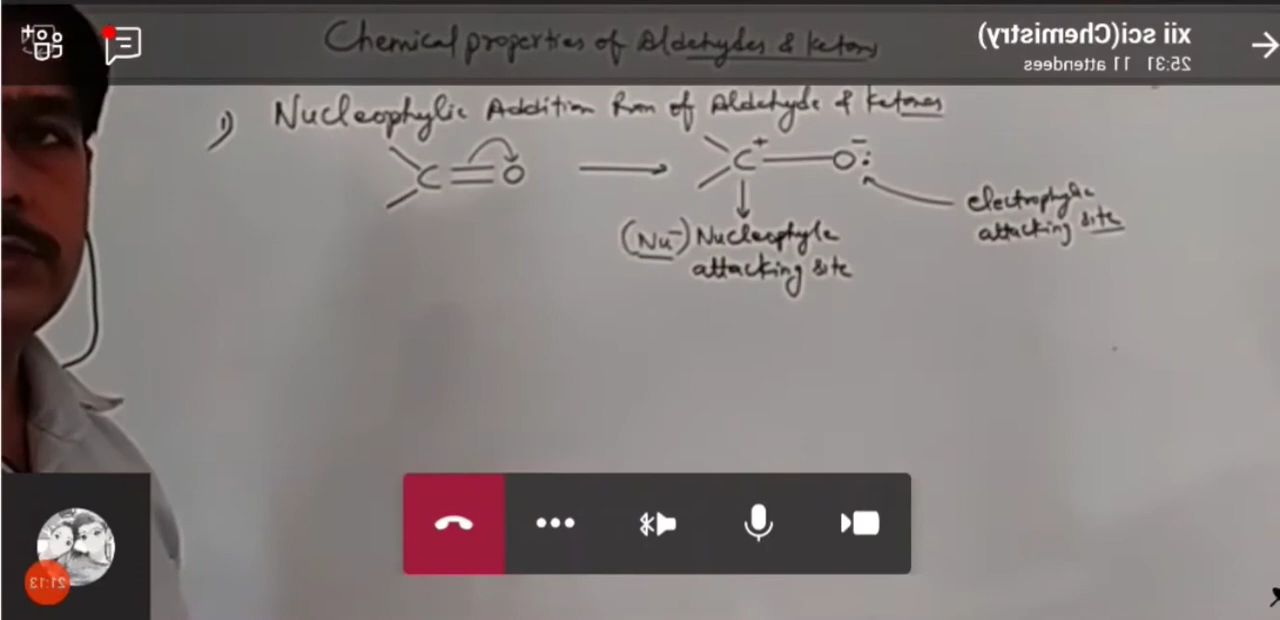 xii sci(Chemistry)
25:31 11 attendees
Chemical properties of Aldehydes & Ketons
1) Nucleophylic Addition Rxn of Aldehyde & Ketones
C=O → C⁺—O⁻:
electrophylic
attacking site
(Nu⁻) Nucleophyle
attacking site
21:13